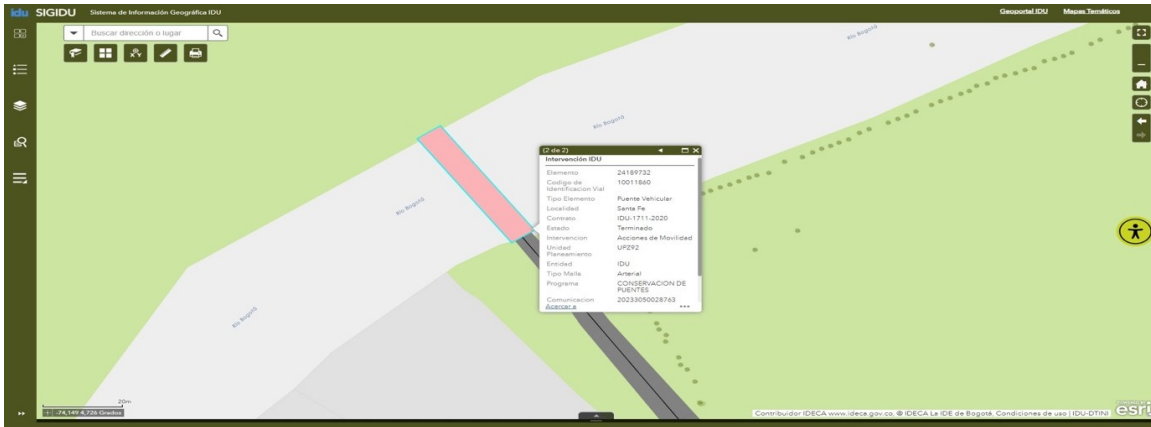 idu SIGIDU Sistema de Información Geográfica IDU
Geoportal IDU Mapas Temáticos
Buscar dirección o lugar
Río Bogotá
Río Bogotá
(2 de 2)
Intervención IDU
Elemento 24189732
Codigo de Identificacion Vial 10011860
Tipo Elemento Puente Vehicular
Localidad Santa Fe
Contrato IDU-1711-2020
Estado Terminado
Intervencion Acciones de Movilidad
Unidad Planeamiento UPZ92
Entidad IDU
Tipo Malla Arterial
Programa CONSERVACION DE PUENTES
Comunicacion 20233050028763
Acercar a ...
Río Bogotá
Río Bogotá
20m
-74,149 4,726 Grados
Contribuidor IDECA www.ideca.gov.co, © IDECA La IDE de Bogotá, Condiciones de uso | IDU-DTINI
esri